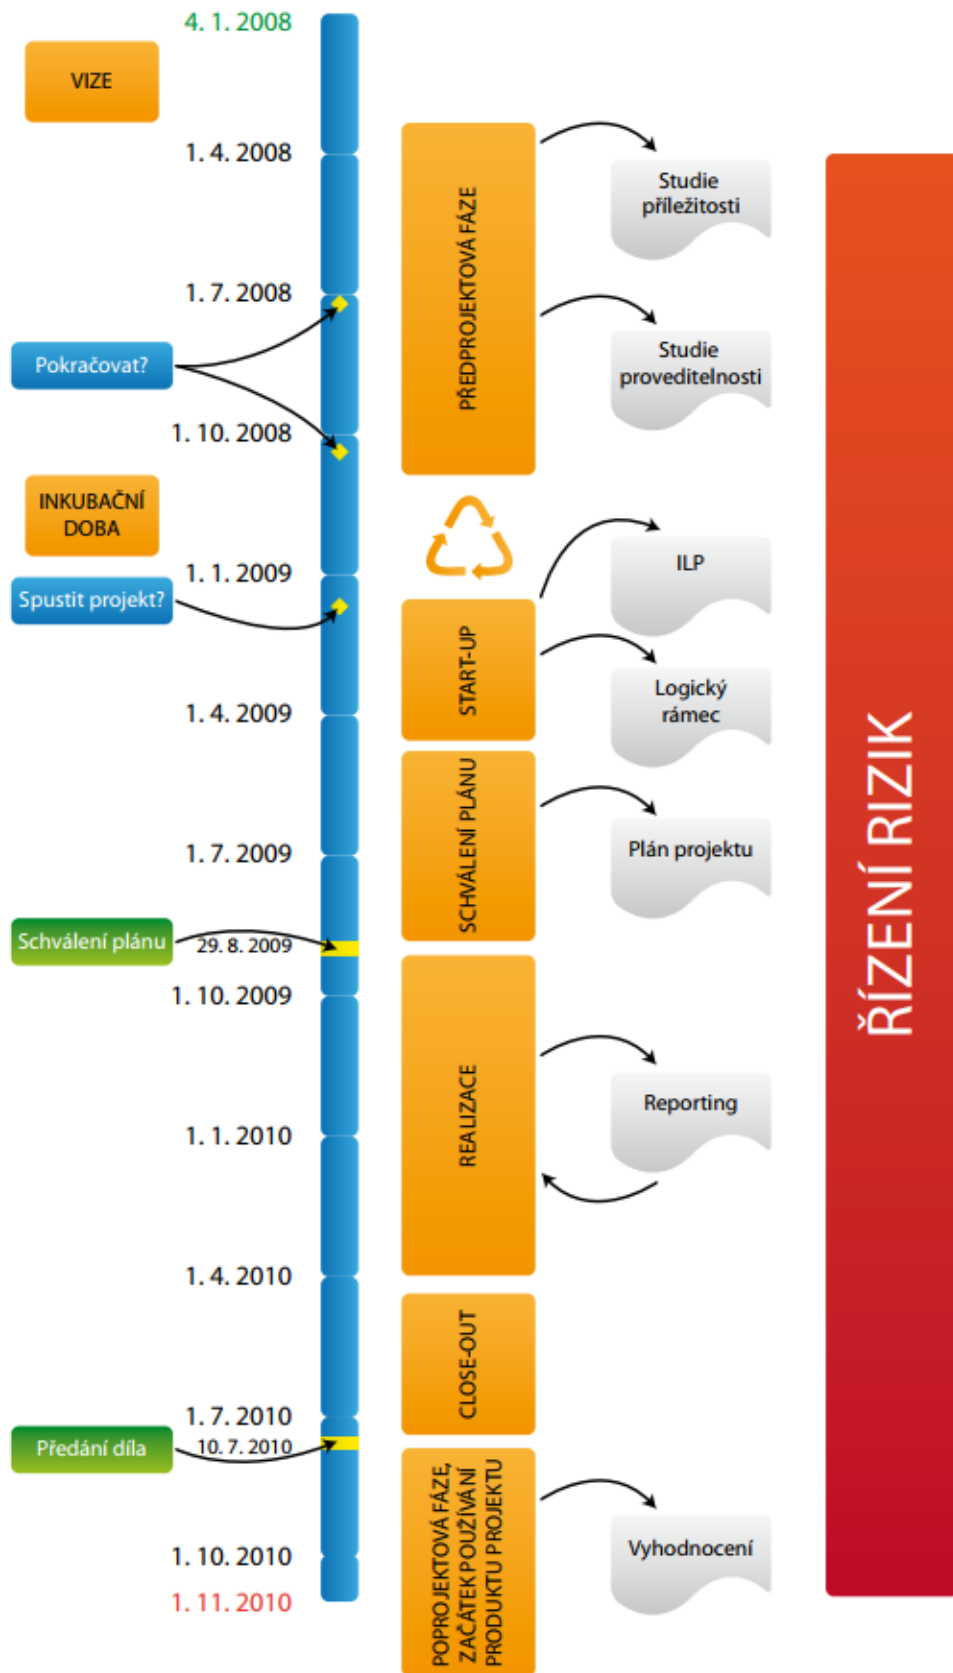 4. 1. 2008
VIZE
1. 4. 2008
1. 7. 2008
Pokračovat?
1. 10. 2008
INKUBAČNÍ
DOBA
1. 1. 2009
Spustit projekt?
1. 4. 2009
1. 7. 2009
Schválení plánu
29. 8. 2009
1. 10. 2009
1. 1. 2010
1. 4. 2010
1. 7. 2010
Předání díla
10. 7. 2010
1. 10. 2010
1. 11. 2010
PŘEDPROJEKTOVÁ FÁZE
START-UP
SCHVÁLENÍ PLÁNU
REALIZACE
CLOSE-OUT
POPROJEKTOVÁ FÁZE,
ZAČÁTEK POUŽÍVÁNÍ
PRODUKTU PROJEKTU
Studie
příležitosti
Studie
proveditelnosti
ILP
Logický
rámec
Plán projektu
Reporting
Vyhodnocení
ŘÍZENÍ RIZIK